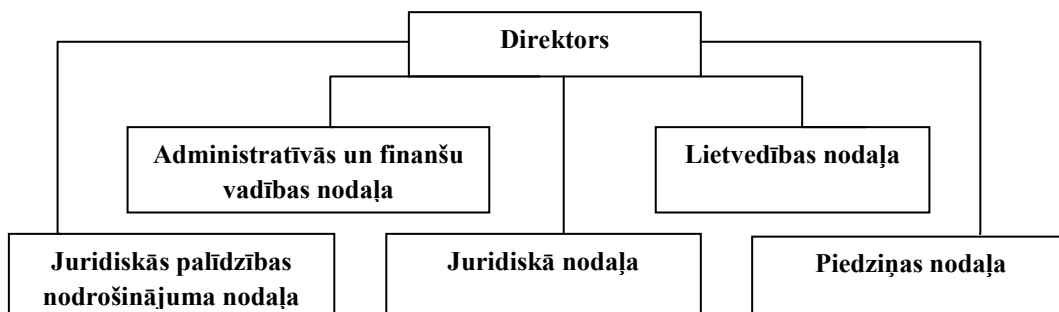 Direktors
Administratīvās un finanšu
vadības nodaļa
Lietvedības nodaļa
Juridiskās palīdzības
nodrošinājuma nodaļa
Juridiskā nodaļa
Piedziņas nodaļa